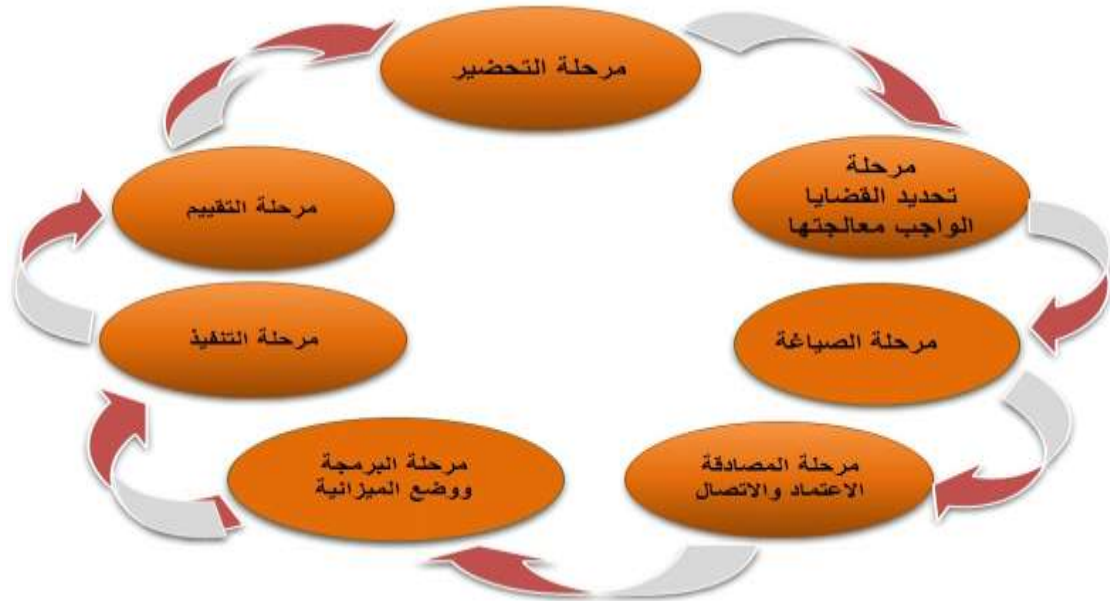 مرحلة التحضير
مرحلة
تحديد القضايا
الواجب معالجتها
مرحلة الصياغة
مرحلة المصادقة
الاعتماد والاتصال
مرحلة البرمجة
ووضع الميزانية
مرحلة التنفيذ
مرحلة التقييم